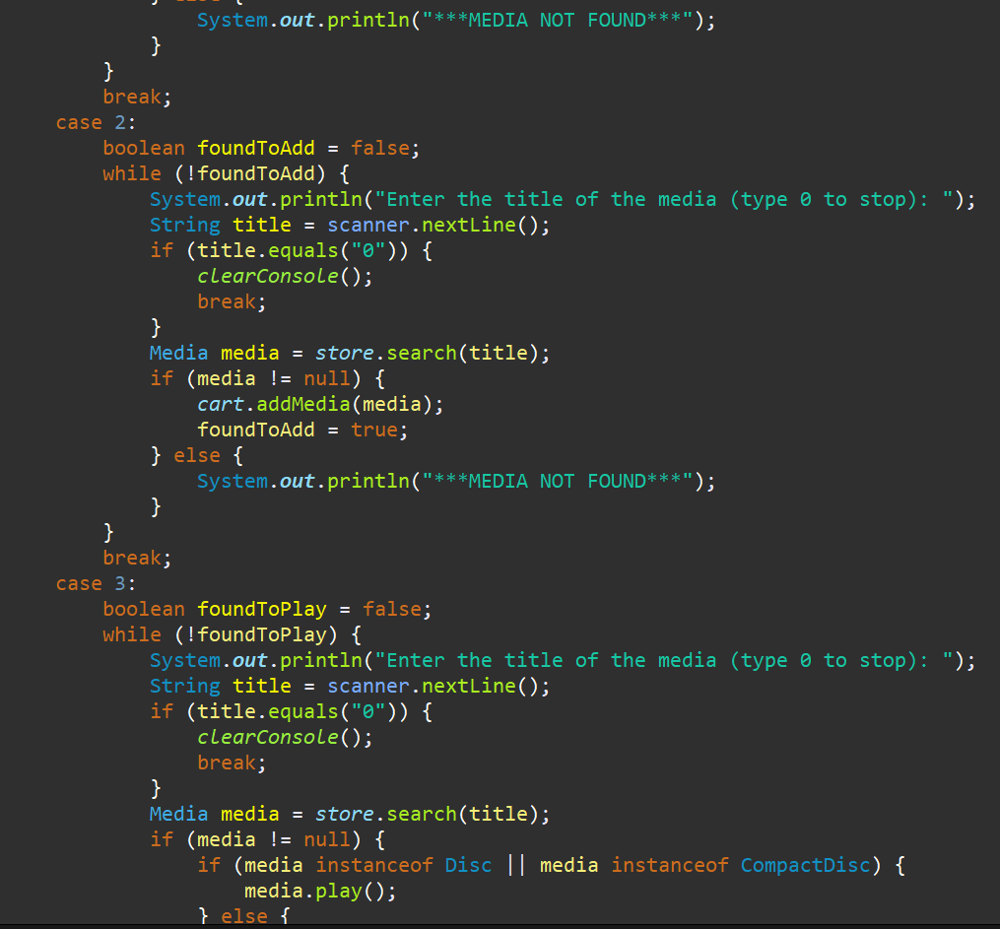 } else {
System.out.println("***MEDIA NOT FOUND***");
}
}
break;
case 2:
boolean foundToAdd = false;
while (!foundToAdd) {
System.out.println("Enter the title of the media (type 0 to stop): ");
String title = scanner.nextLine();
if (title.equals("0")) {
clearConsole();
break;
}
Media media = store.search(title);
if (media != null) {
cart.addMedia(media);
foundToAdd = true;
} else {
System.out.println("***MEDIA NOT FOUND***");
}
}
break;
case 3:
boolean foundToPlay = false;
while (!foundToPlay) {
System.out.println("Enter the title of the media (type 0 to stop): ");
String title = scanner.nextLine();
if (title.equals("0")) {
clearConsole();
break;
}
Media media = store.search(title);
if (media != null) {
if (media instanceof Disc || media instanceof CompactDisc) {
media.play();
} else {